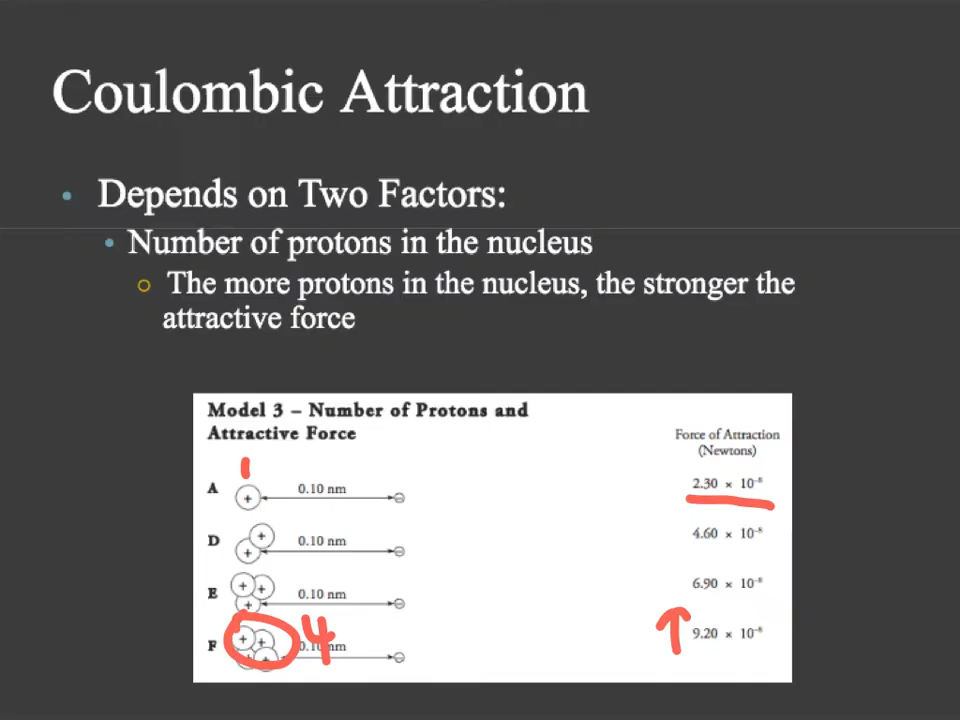 Coulombic Attraction
• Depends on Two Factors:
• Number of protons in the nucleus
○ The more protons in the nucleus, the stronger the
attractive force
Model 3 – Number of Protons and
Attractive Force
Force of Attraction
(Newtons)
1
A + 0.10 nm − 2.30 × 10⁻⁸
D + + 0.10 nm − 4.60 × 10⁻⁸
E + + + 0.10 nm − 6.90 × 10⁻⁸
F + + + + 4 0.10 nm − 9.20 × 10⁻⁸